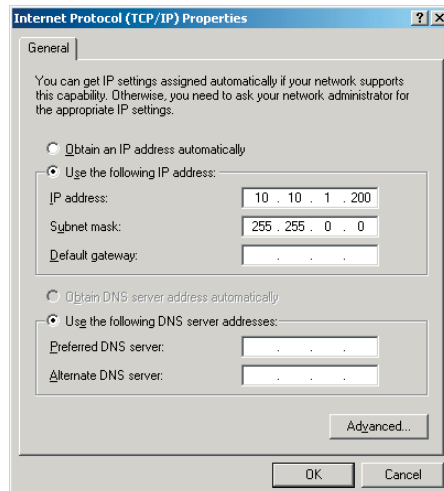 Internet Protocol (TCP/IP) Properties
General
You can get IP settings assigned automatically if your network supports
this capability. Otherwise, you need to ask your network administrator for
the appropriate IP settings.
Obtain an IP address automatically
Use the following IP address:
IP address: 10 . 10 . 1 . 200
Subnet mask: 255 . 255 . 0 . 0
Default gateway: . . .
Obtain DNS server address automatically
Use the following DNS server addresses:
Preferred DNS server: . . .
Alternate DNS server: . . .
Advanced...
OK Cancel